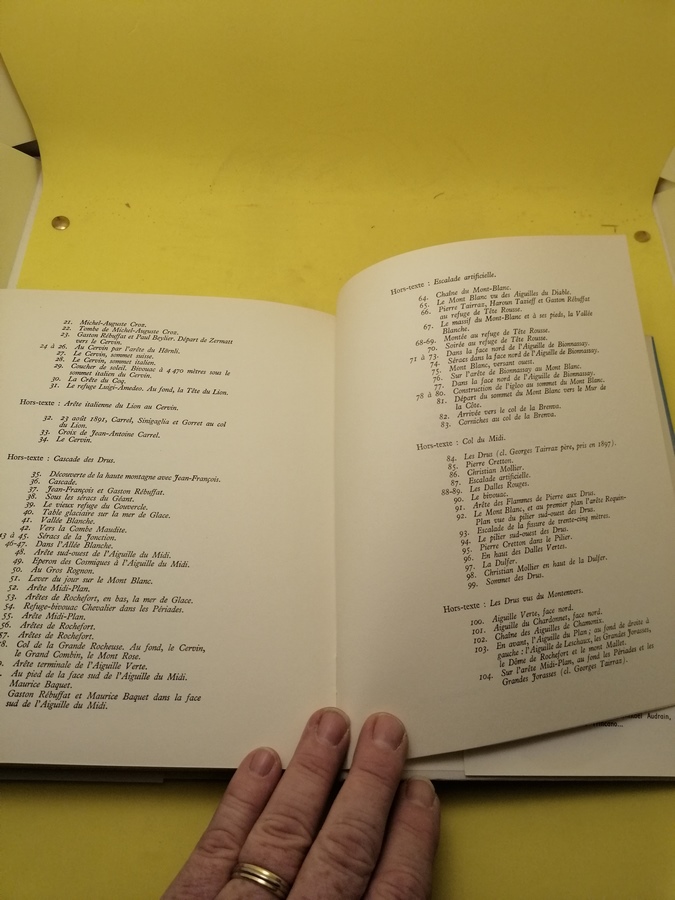 21. Michel-Auguste Croz.
22. Tombe de Michel-Auguste Croz.
23. Gaston Rébuffat et Paul Beylier. Départ de Zermatt
vers le Cervin.
24 à 26. Au Cervin par l'arête du Hörnli.
27. Le Cervin, sommet suisse.
28. Le Cervin, sommet italien.
29. Coucher de soleil. Bivouac à 4 470 mètres sous le
sommet italien du Cervin.
30. La Crête du Coq.
31. Le refuge Luigi-Amedeo. Au fond, la Tête du Lion.
Hors-texte : Arête italienne du Lion au Cervin.
32. 23 août 1891, Carrel, Sinigaglia et Gorret au col
du Lion.
33. Croix de Jean-Antoine Carrel.
34. Le Cervin.
Hors-texte : Cascade des Drus.
35. Découverte de la haute montagne avec Jean-François.
36. Cascade.
37. Jean-François et Gaston Rébuffat.
38. Sous les séracs du Géant.
39. Le vieux refuge du Couvercle.
40. Table glaciaire sur la mer de Glace.
41. Vallée Blanche.
42. Vers la Combe Maudite.
3 à 45. Séracs de la Jonction.
46-47. Dans l'Allée Blanche.
48. Arête sud-ouest de l'Aiguille du Midi.
49. Eperon des Cosmiques à l'Aiguille du Midi.
50. Au Gros Rognon.
51. Lever du jour sur le Mont Blanc.
52. Arête Midi-Plan.
53. Arêtes de Rochefort, en bas, la mer de Glace.
54. Refuge-bivouac Chevalier dans les Périades.
55. Arête Midi-Plan.
56. Arêtes de Rochefort.
57. Arêtes de Rochefort.
8. Col de la Grande Rocheuse. Au fond, le Cervin,
le Grand Combin, le Mont Rose.
Arête terminale de l'Aiguille Verte.
Au pied de la face sud de l'Aiguille du Midi.
Maurice Baquet.
Gaston Rébuffat et Maurice Baquet dans la face
sud de l'Aiguille du Midi.
Hors-texte : Escalade artificielle.
64. Chaîne du Mont-Blanc.
65. Le Mont Blanc vu des Aiguilles du Diable.
66. Pierre Tairraz, Haroun Tazieff et Gaston Rébuffat
au refuge de Tête Rousse.
67. Le massif du Mont-Blanc et à ses pieds, la Vallée
Blanche.
68-69. Montée au refuge de Tête Rousse.
70. Soirée au refuge de Tête Rousse.
71 à 73. Dans la face nord de l'Aiguille de Bionnassay.
74. Séracs dans la face nord de l'Aiguille de Bionnassay.
75. Mont Blanc, versant ouest.
76. Sur l'arête de Bionnassay au Mont Blanc.
77. Dans la face nord de l'Aiguille de Bionnassay.
78 à 80. Construction de l'igloo au sommet du Mont Blanc.
81. Départ du sommet du Mont Blanc vers le Mur de
la Côte.
82. Arrivée vers le col de la Brenva.
83. Corniches au col de la Brenva.
Hors-texte : Col du Midi.
84. Les Drus (cl. Georges Tairraz père, pris en 1897).
85. Pierre Cretton.
86. Christian Mollier.
87. Escalade artificielle.
88-89. Les Dalles Rouges.
90. Le bivouac.
91. Arête des Flammes de Pierre aux Drus.
92. Le Mont Blanc, et au premier plan l'arête Requin-
Plan vue du pilier sud-ouest des Drus.
93. Escalade de la fissure de trente-cinq mètres.
94. Le pilier sud-ouest des Drus.
95. Pierre Cretton dans le Pilier.
96. En haut des Dalles Vertes.
97. La Dulfer.
98. Christian Mollier en haut de la Dulfer.
99. Sommet des Drus.
Hors-texte : Les Drus vus du Montenvers.
100. Aiguille Verte, face nord.
101. Aiguille du Chardonnet, face nord.
102. Chaîne des Aiguilles de Chamonix.
103. En avant, l'Aiguille du Plan ; au fond de droite à
gauche : l'Aiguille de Leschaux, les Grandes Jorasses,
le Dôme de Rochefort et le mont Mallet.
104. Sur l'arête Midi-Plan, au fond les Périades et les
Grandes Jorasses (cl. Georges Tairraz).
Audrain,